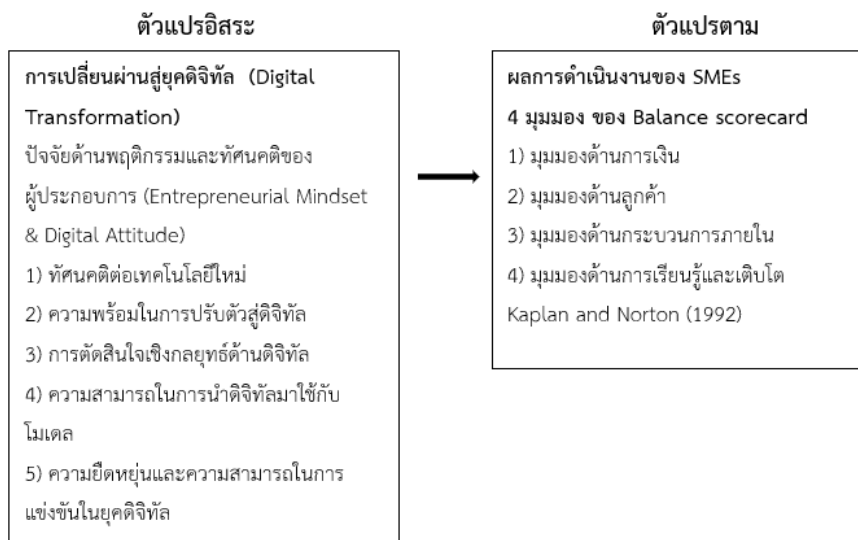 ตัวแปรอิสระ
การเปลี่ยนผ่านสู่ยุคดิจิทัล (Digital
Transformation)
ปัจจัยด้านพฤติกรรมและทัศนคติของ
ผู้ประกอบการ (Entrepreneurial Mindset
& Digital Attitude)
1) ทัศนคติต่อเทคโนโลยีใหม่
2) ความพร้อมในการปรับตัวสู่ดิจิทัล
3) การตัดสินใจเชิงกลยุทธ์ด้านดิจิทัล
4) ความสามารถในการนำดิจิทัลมาใช้กับ
โมเดล
5) ความยืดหยุ่นและความสามารถในการ
แข่งขันในยุคดิจิทัล
ตัวแปรตาม
ผลการดำเนินงานของ SMEs
4 มุมมอง ของ Balance scorecard
1) มุมมองด้านการเงิน
2) มุมมองด้านลูกค้า
3) มุมมองด้านกระบวนการภายใน
4) มุมมองด้านการเรียนรู้และเติบโต
Kaplan and Norton (1992)